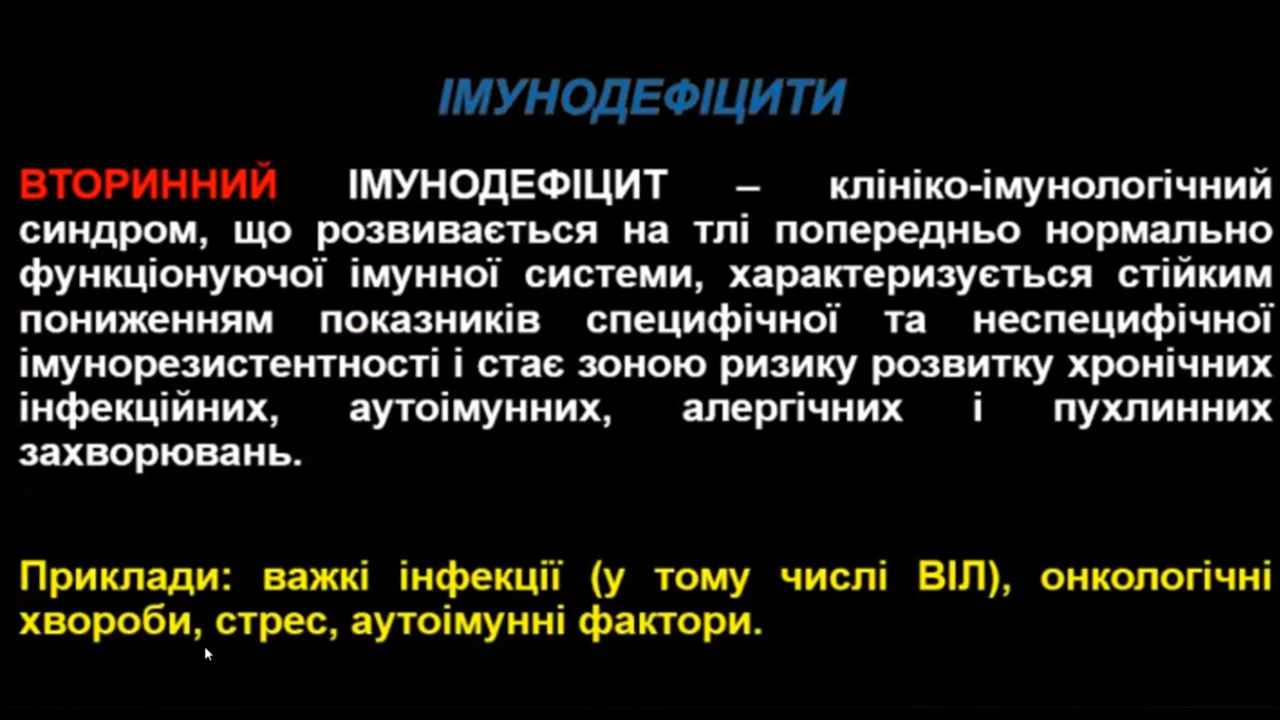 ІМУНОДЕФІЦИТИ
ВТОРИННИЙ ІМУНОДЕФІЦИТ – клініко-імунологічний
синдром, що розвивається на тлі попередньо нормально
функціонуючої імунної системи, характеризується стійким
пониженням показників специфічної та неспецифічної
імунорезистентності і стає зоною ризику розвитку хронічних
інфекційних, аутоімунних, алергічних і пухлинних
захворювань.
Приклади: важкі інфекції (у тому числі ВІЛ), онкологічні
хвороби, стрес, аутоімунні фактори.